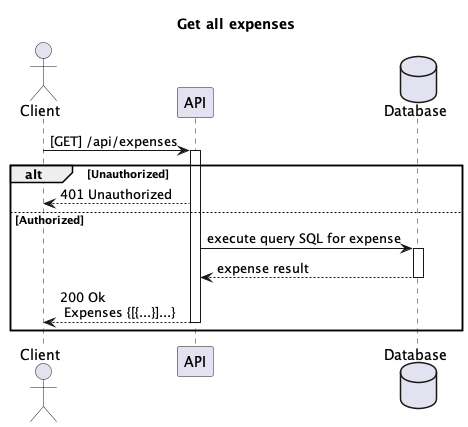 Get all expenses
Client
API
Database
[GET] /api/expenses
alt [Unauthorized]
401 Unauthorized
[Authorized]
execute query SQL for expense
expense result
200 Ok
Expenses {[{...}]...}
Client
API
Database